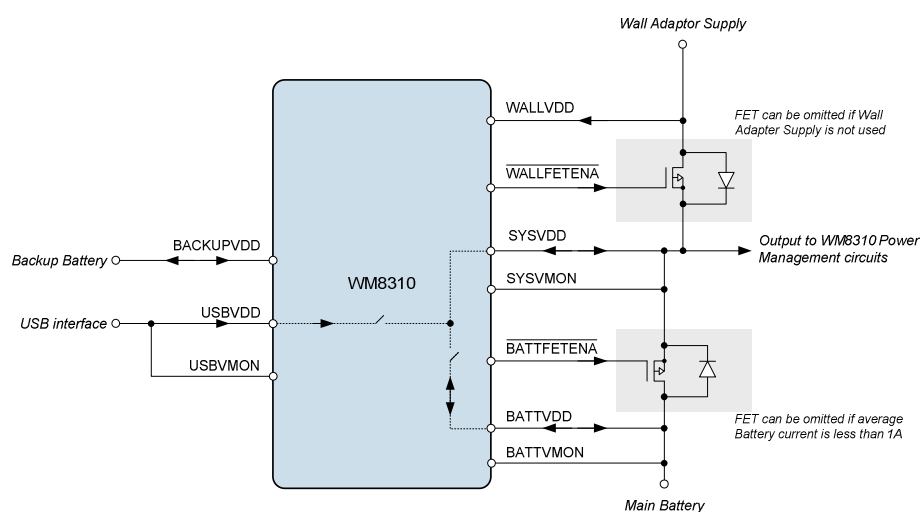 Wall Adaptor Supply
WALLVDD
FET can be omitted if Wall
Adapter Supply is not used
WALLFETENA
SYSVDD
Output to WM8310 Power
Management circuits
BACKUPVDD
Backup Battery
SYSVMON
WM8310
USBVDD
USB interface
BATTFETENA
USBVMON
BATTVDD
FET can be omitted if average
Battery current is less than 1A
BATTVMON
Main Battery